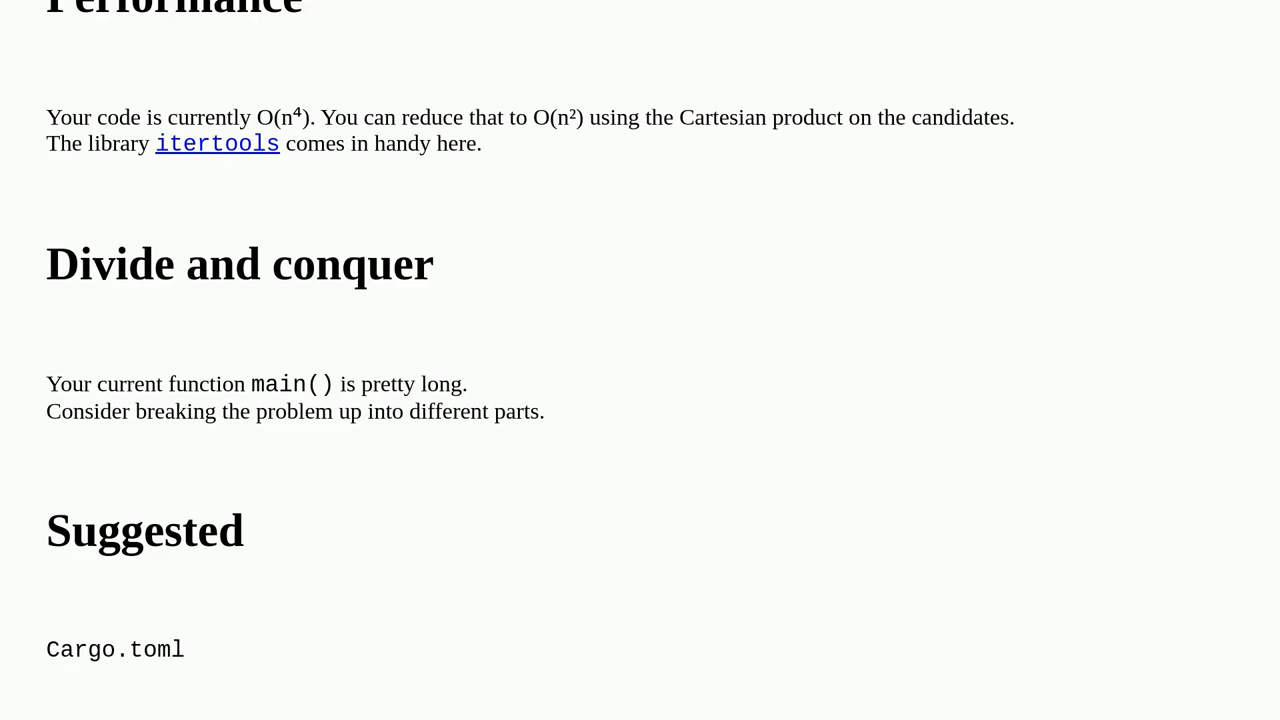 Performance
Your code is currently O(n⁴). You can reduce that to O(n²) using the Cartesian product on the candidates.
The library itertools comes in handy here.
Divide and conquer
Your current function main() is pretty long.
Consider breaking the problem up into different parts.
Suggested
Cargo.toml